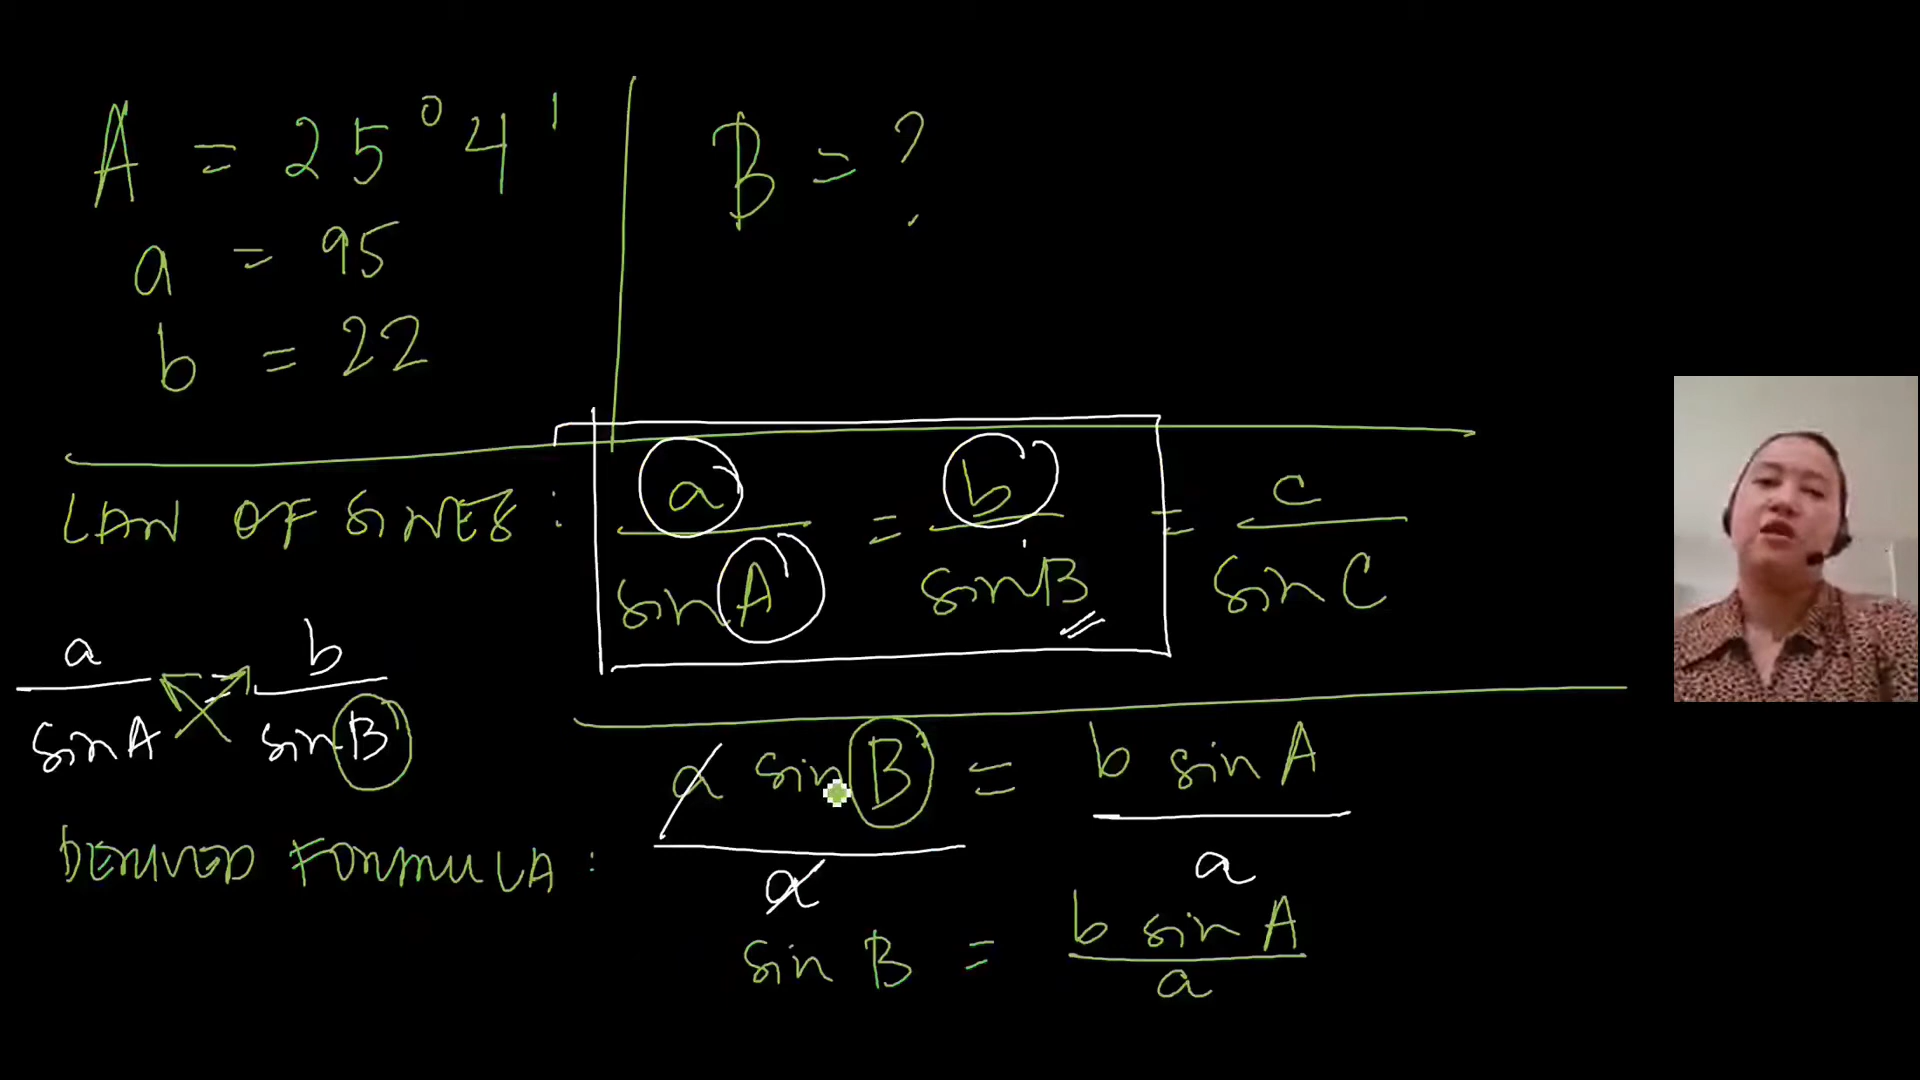 A = 25°4'
a = 95
b = 22
B = ?
LAW OF SINES: a/sin A = b/sin B = c/sin C
a/sin A = b/sin B
a sin B/a = b sin A/a
DERIVED FORMULA:
sin B = b sin A/a